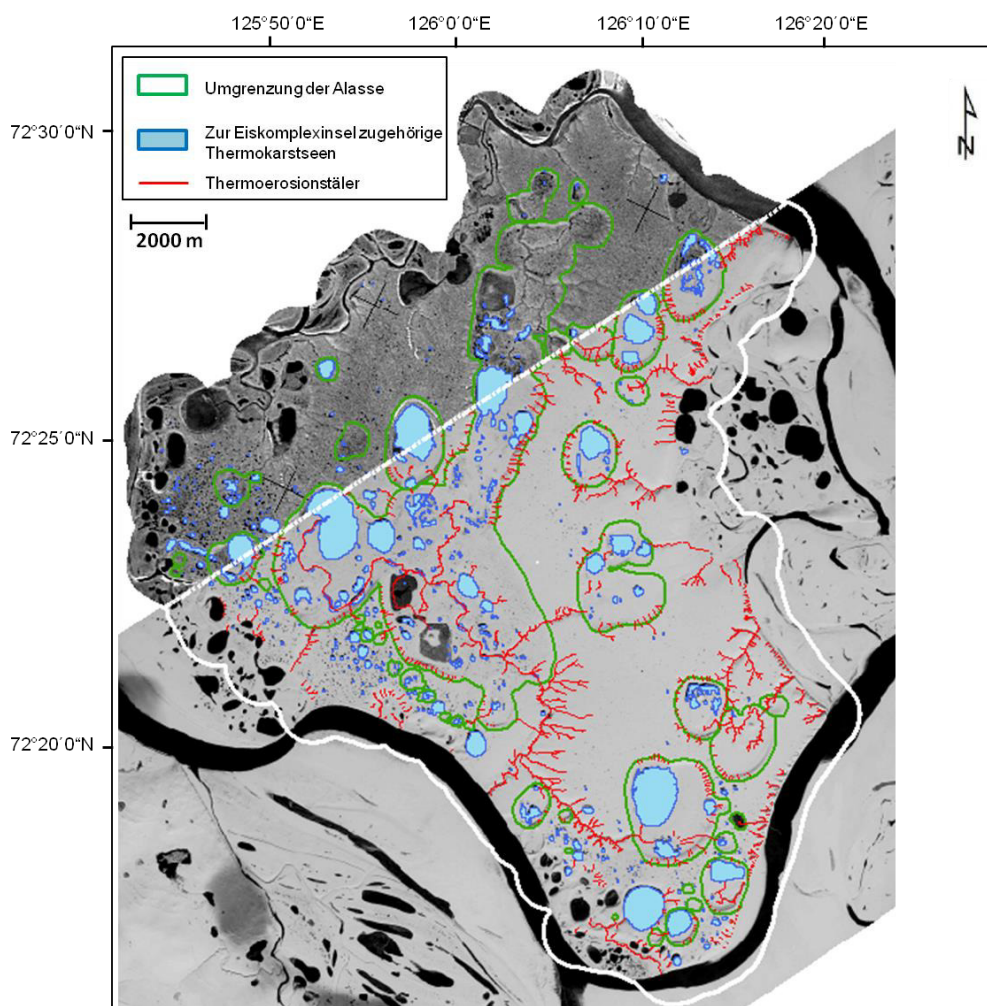 125°50´0“E
126°0´0“E
126°10´0“E
126°20´0“E
72°30´0“N
72°25´0“N
72°20´0“N
Umgrenzung der Alasse
Zur Eiskomplexinsel zugehörige
Thermokarstseen
Thermoerosionstäler
2000 m
N